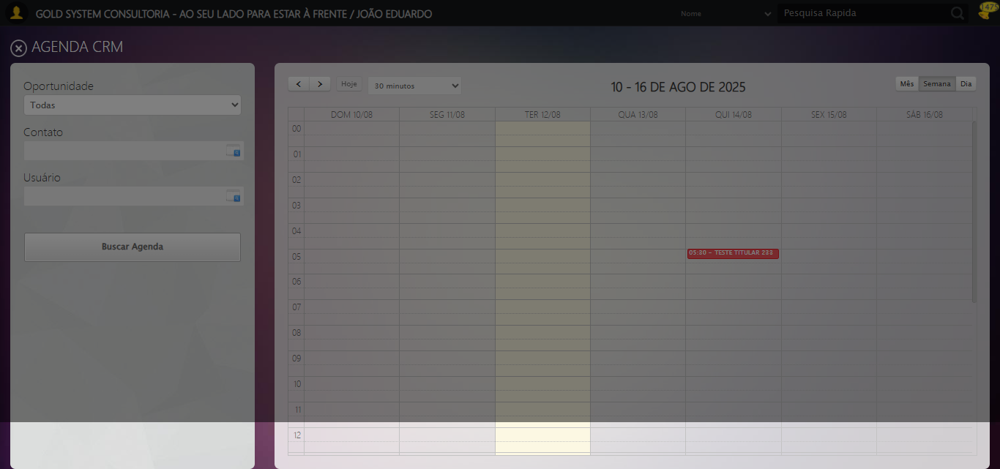 GOLD SYSTEM CONSULTORIA - AO SEU LADO PARA ESTAR À FRENTE / JOÃO EDUARDO
Nome
Pesquisa Rapida
1475
AGENDA CRM
Oportunidade
Todas
Contato
Usuário
Buscar Agenda
Hoje
30 minutos
10 - 16 DE AGO DE 2025
Mês Semana Dia
DOM 10/08 SEG 11/08 TER 12/08 QUA 13/08 QUI 14/08 SEX 15/08 SÁB 16/08
00
01
02
03
04
05
05:30 - TESTE TITULAR 233
06
07
08
09
10
11
12